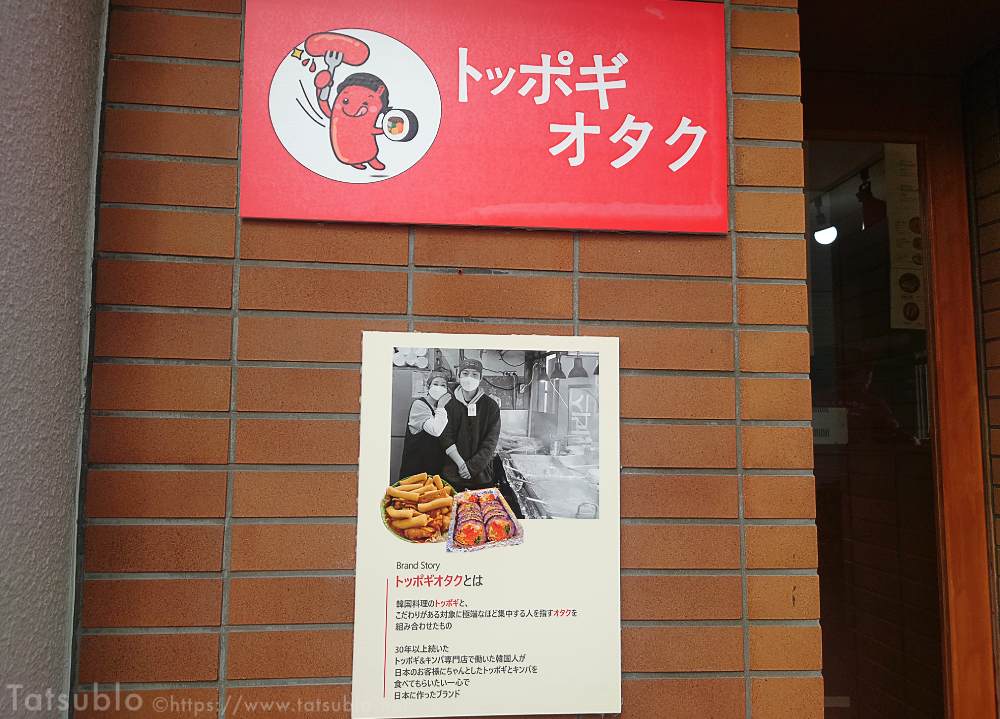 トッポギ
オタク
Brand Story
トッポギオタクとは
韓国料理のトッポギと、
こだわりがある対象に極端なほど集中する人を指すオタクを
組み合わせたもの
30年以上続いた
トッポギ&キンパ専門店で働いた韓国人が
日本のお客様にちゃんとしたトッポギとキンパを
食べてもらいたい一心で
日本に作ったブランド
Tatsublo ©https://www.tatsublo